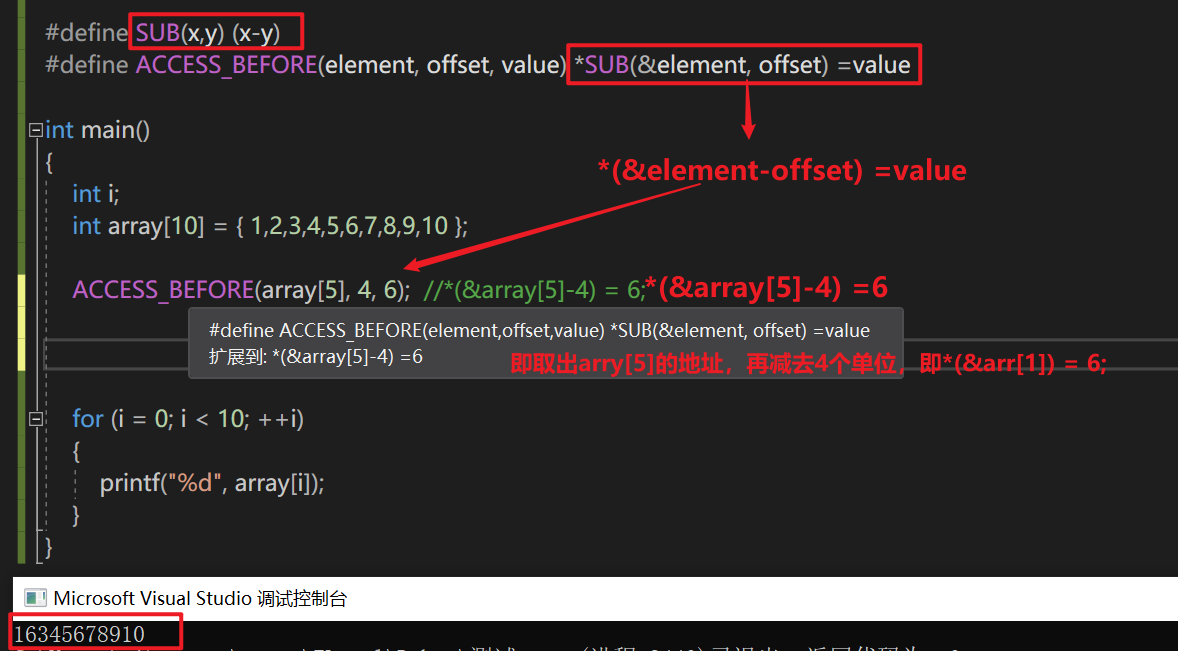 #define SUB(x,y) (x-y)
#define ACCESS_BEFORE(element, offset, value) *SUB(&element, offset) =value
int main()
{
*(&element-offset) =value
int i;
int array[10] = { 1,2,3,4,5,6,7,8,9,10 };
ACCESS_BEFORE(array[5], 4, 6); //*(&array[5]-4) = 6; *(&array[5]-4) =6
#define ACCESS_BEFORE(element,offset,value) *SUB(&element, offset) =value
扩展到: *(&array[5]-4) =6
即取出arry[5]的地址，再减去4个单位，即*(&arr[1]) = 6;
for (i = 0; i < 10; ++i)
{
printf("%d", array[i]);
}
}
Microsoft Visual Studio 调试控制台
16345678910